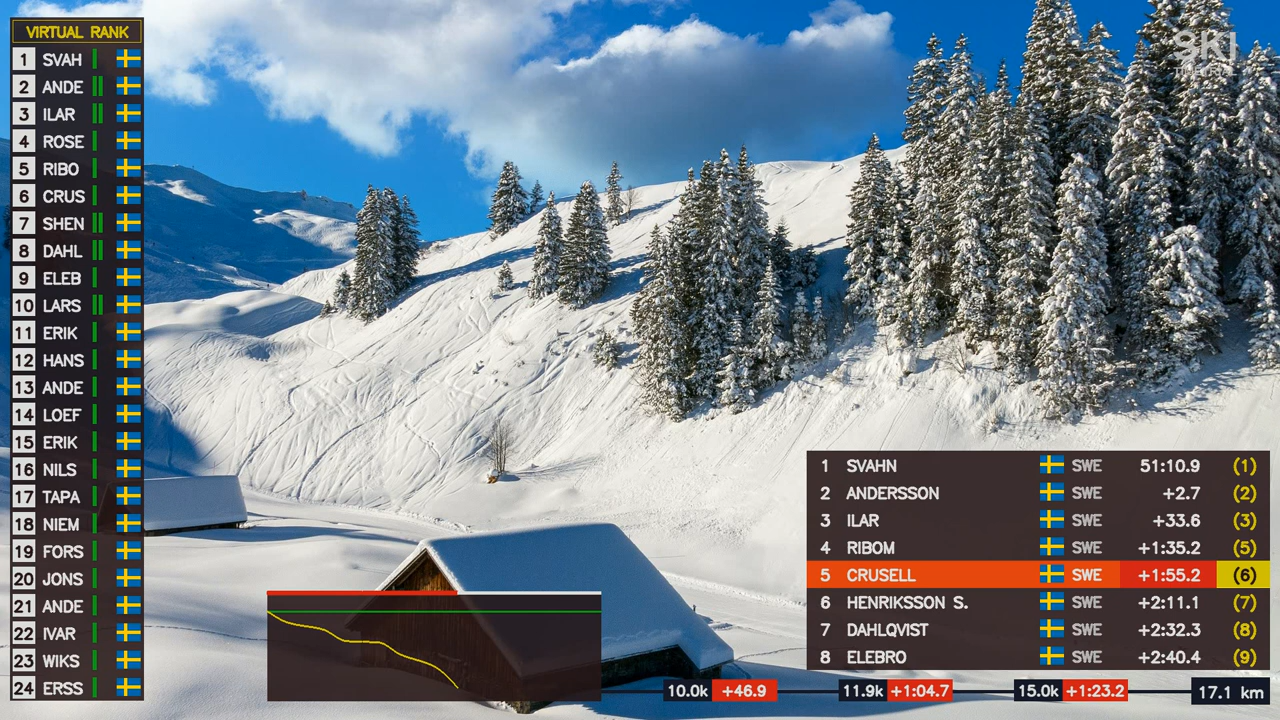 VIRTUAL RANK
1 SVAH
2 ANDE
3 ILAR
4 ROSE
5 RIBO
6 CRUS
7 SHEN
8 DAHL
9 ELEB
10 LARS
11 ERIK
12 HANS
13 ANDE
14 LOEF
15 ERIK
16 NILS
17 TAPA
18 NIEM
19 FORS
20 JONS
21 ANDE
22 IVAR
23 WIKS
24 ERSS
SKI
1 SVAHN SWE 51:10.9 (1)
2 ANDERSSON SWE +2.7 (2)
3 ILAR SWE +33.6 (3)
4 RIBOM SWE +1:35.2 (5)
5 CRUSELL SWE +1:55.2 (6)
6 HENRIKSSON S. SWE +2:11.1 (7)
7 DAHLQVIST SWE +2:32.3 (8)
8 ELEBRO SWE +2:40.4 (9)
10.0k +46.9 11.9k +1:04.7 15.0k +1:23.2 17.1 km